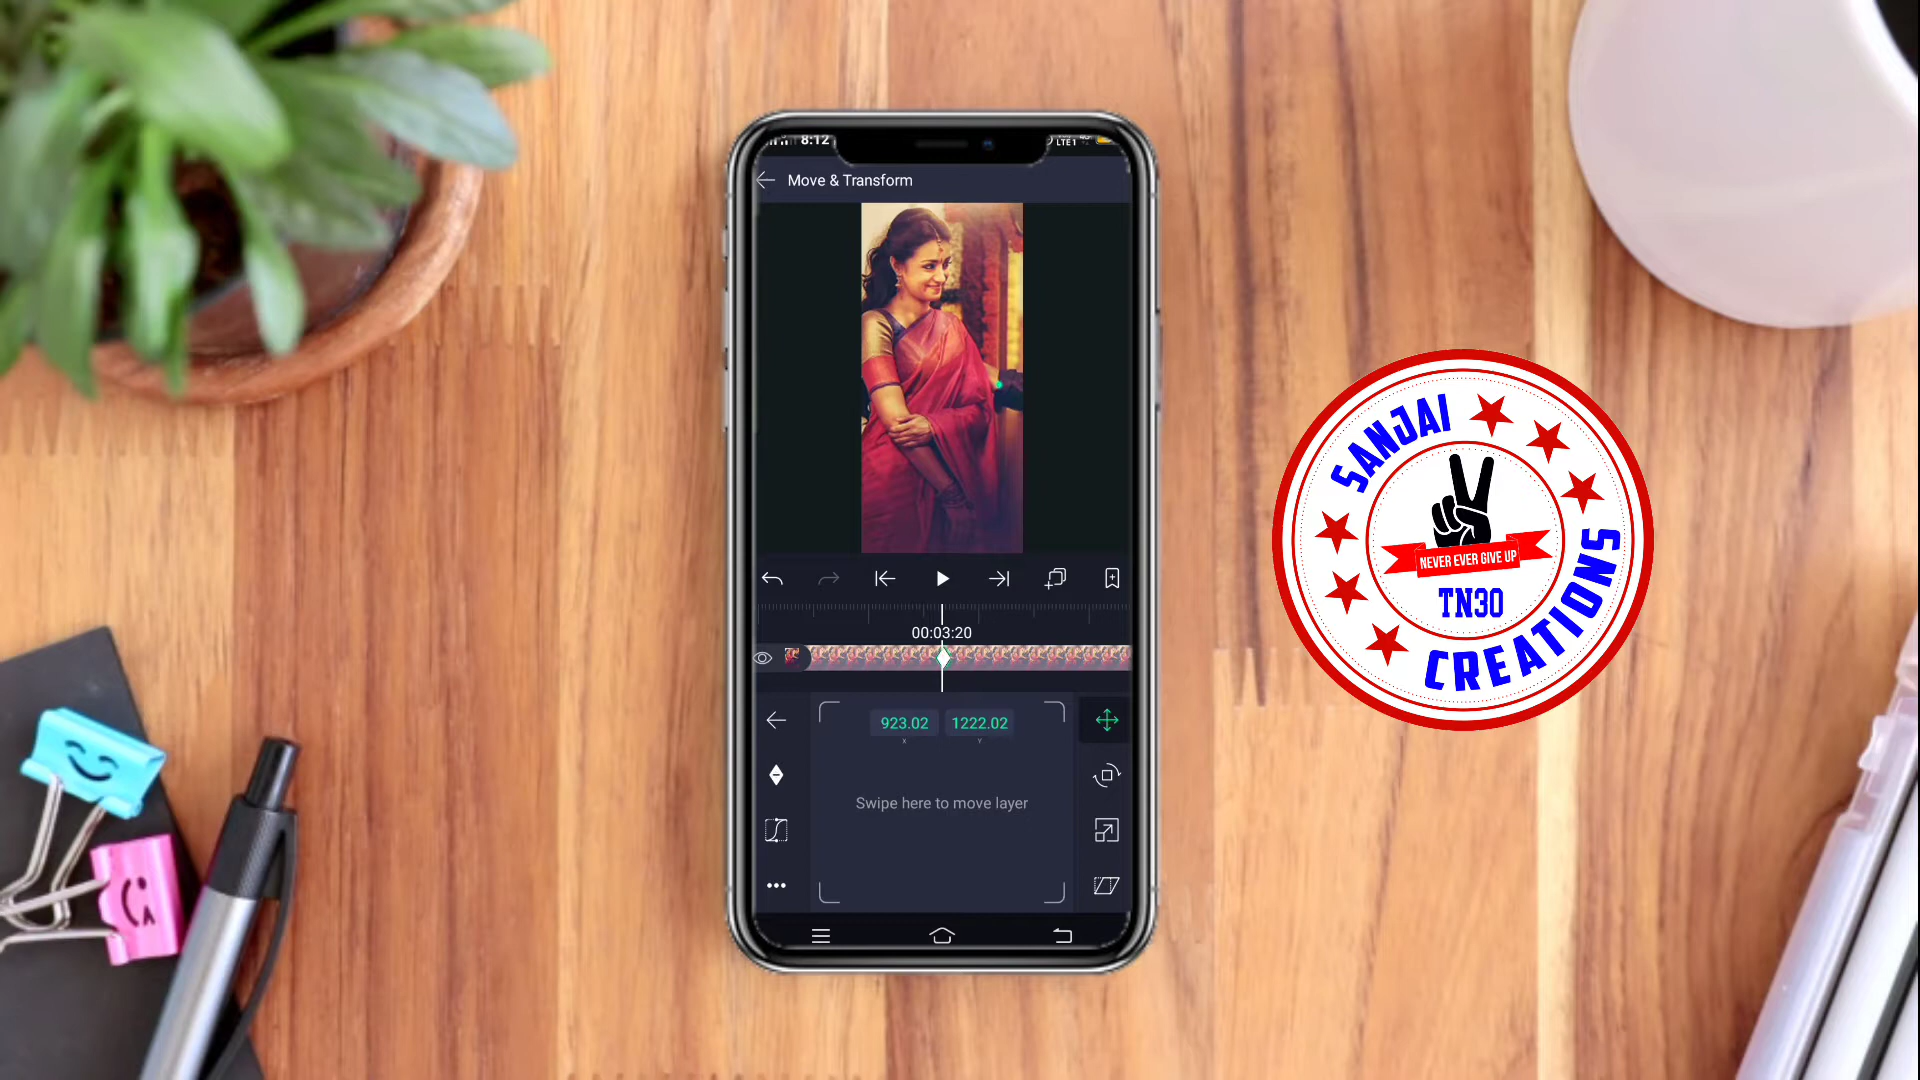 8:12
LTE1
Move & Transform
00:03:20
923.02 1222.02
X Y
Swipe here to move layer
SANJAI
NEVER EVER GIVE UP
TN30
CREATIONS